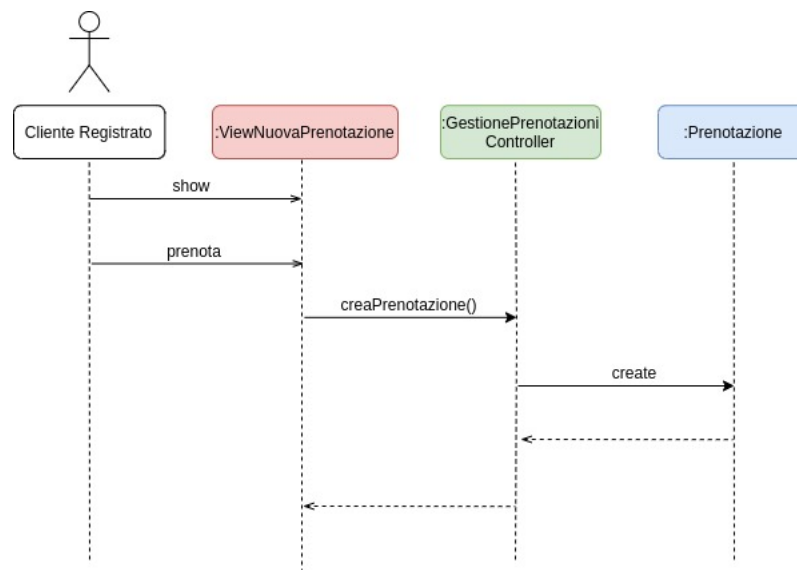 Cliente Registrato
:ViewNuovaPrenotazione
:GestionePrenotazioni
Controller
:Prenotazione
show
prenota
creaPrenotazione()
create